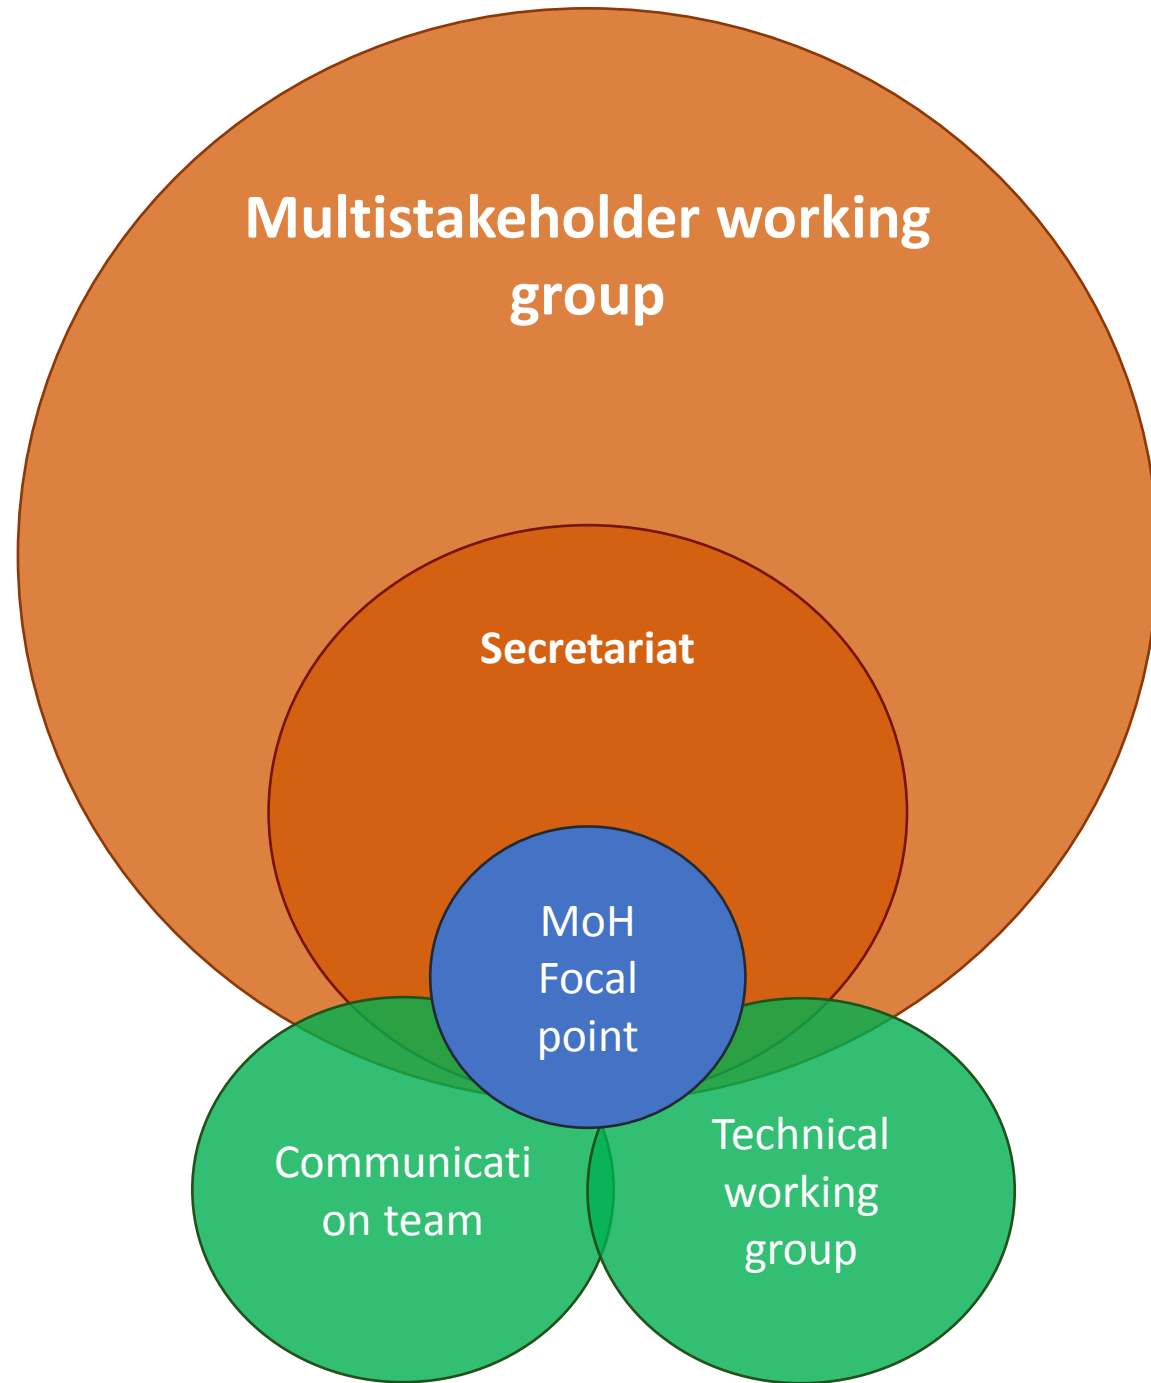 Multistakeholder working
group
Secretariat
MoH
Focal
point
Communicati
on team
Technical
working
group